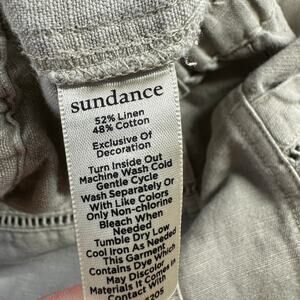 sundance
52% Linen
48% Cotton
Exclusive Of
Decoration
Turn Inside Out
Machine Wash Cold
Gentle Cycle
Wash Separately Or
With Like Colors
Only Non-chlorine
Bleach When
Needed
Tumble Dry Low
Cool Iron As Needed
This Garment
Contains Dye Which
May Discolor
Materials It Comes In
Contact With